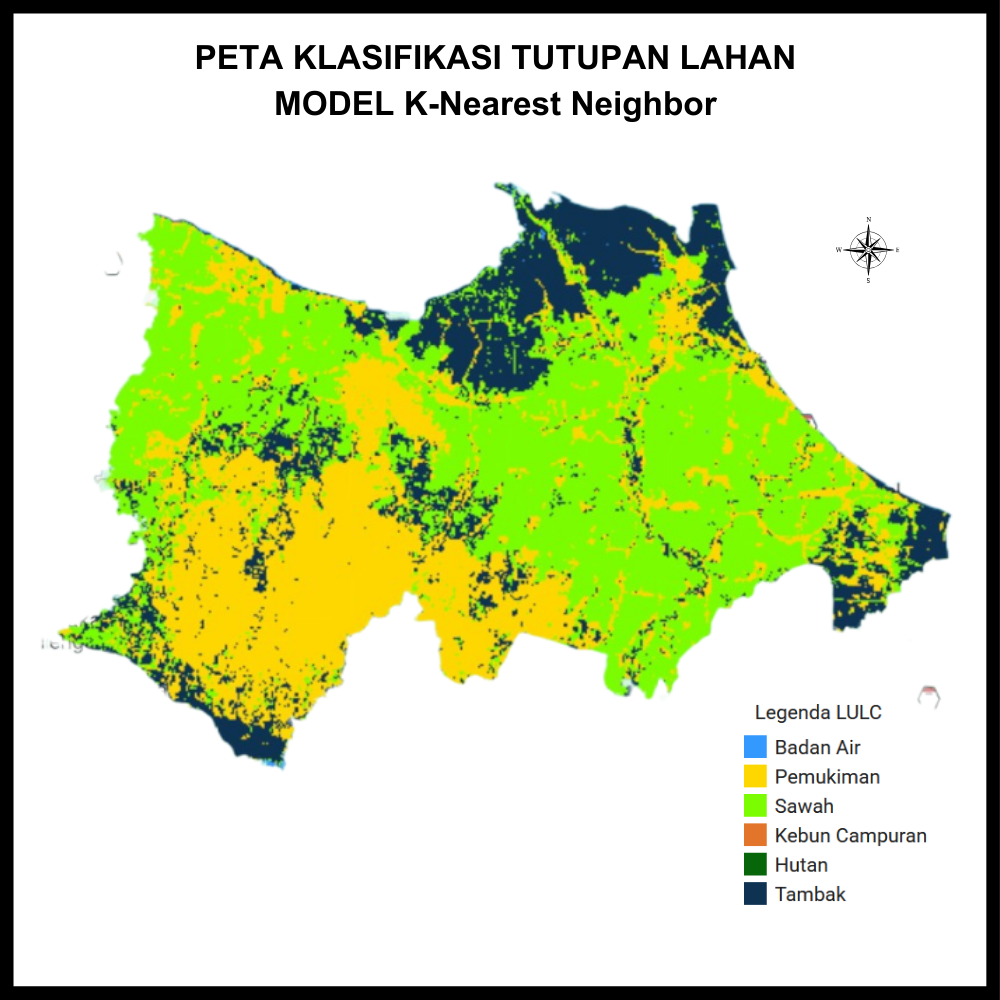 PETA KLASIFIKASI TUTUPAN LAHAN
MODEL K-Nearest Neighbor
N
W
E
S
Legenda LULC
Badan Air
Pemukiman
Sawah
Kebun Campuran
Hutan
Tambak